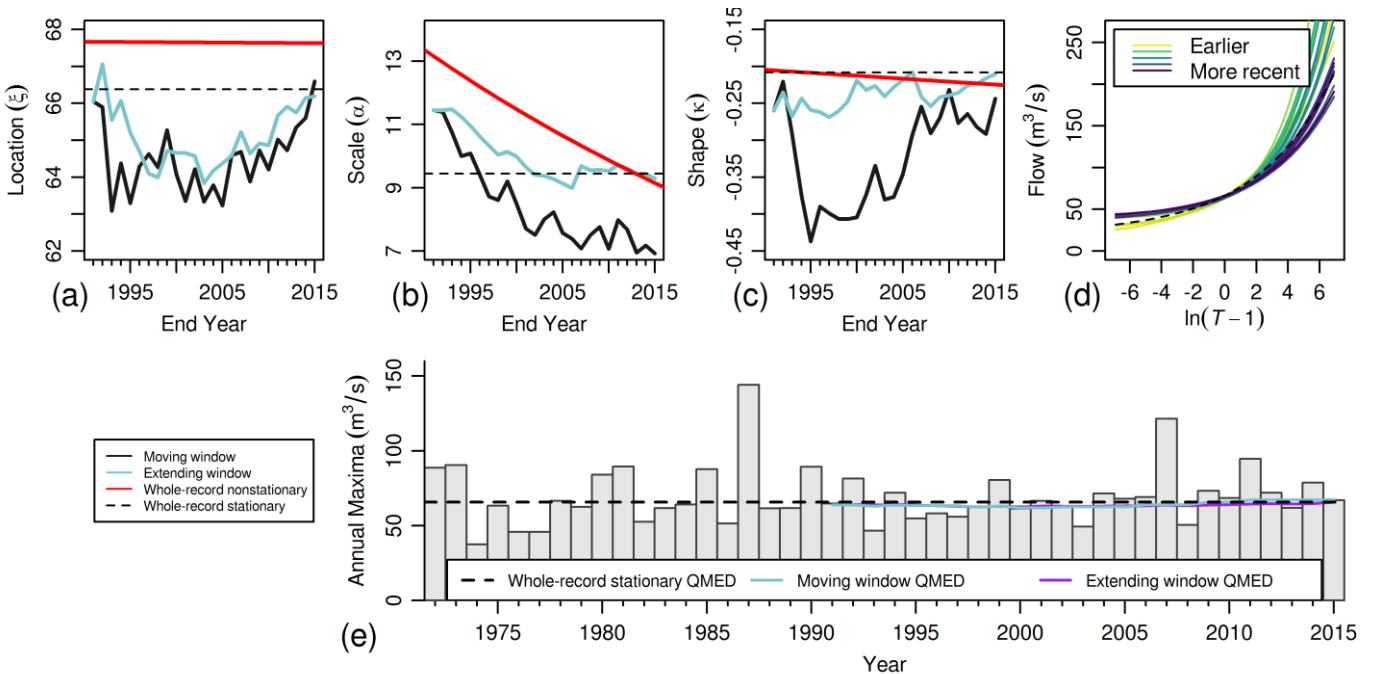 Location (ξ)
62
64
66
68
1995
2005
2015
(a)
End Year
Scale (α)
7
9
11
13
1995
2005
2015
(b)
End Year
Shape (κ)
-0.45
-0.35
-0.25
-0.15
1995
2005
2015
(c)
End Year
Flow (m³/s)
0
50
150
250
Earlier
More recent
-6
-4
-2
0
2
4
6
(d)
ln(T − 1)
Moving window
Extending window
Whole-record nonstationary
Whole-record stationary
Annual Maxima (m³/s)
0
50
100
150
Whole-record stationary QMED
Moving window QMED
Extending window QMED
(e)
1975
1980
1985
1990
1995
2000
2005
2010
2015
Year